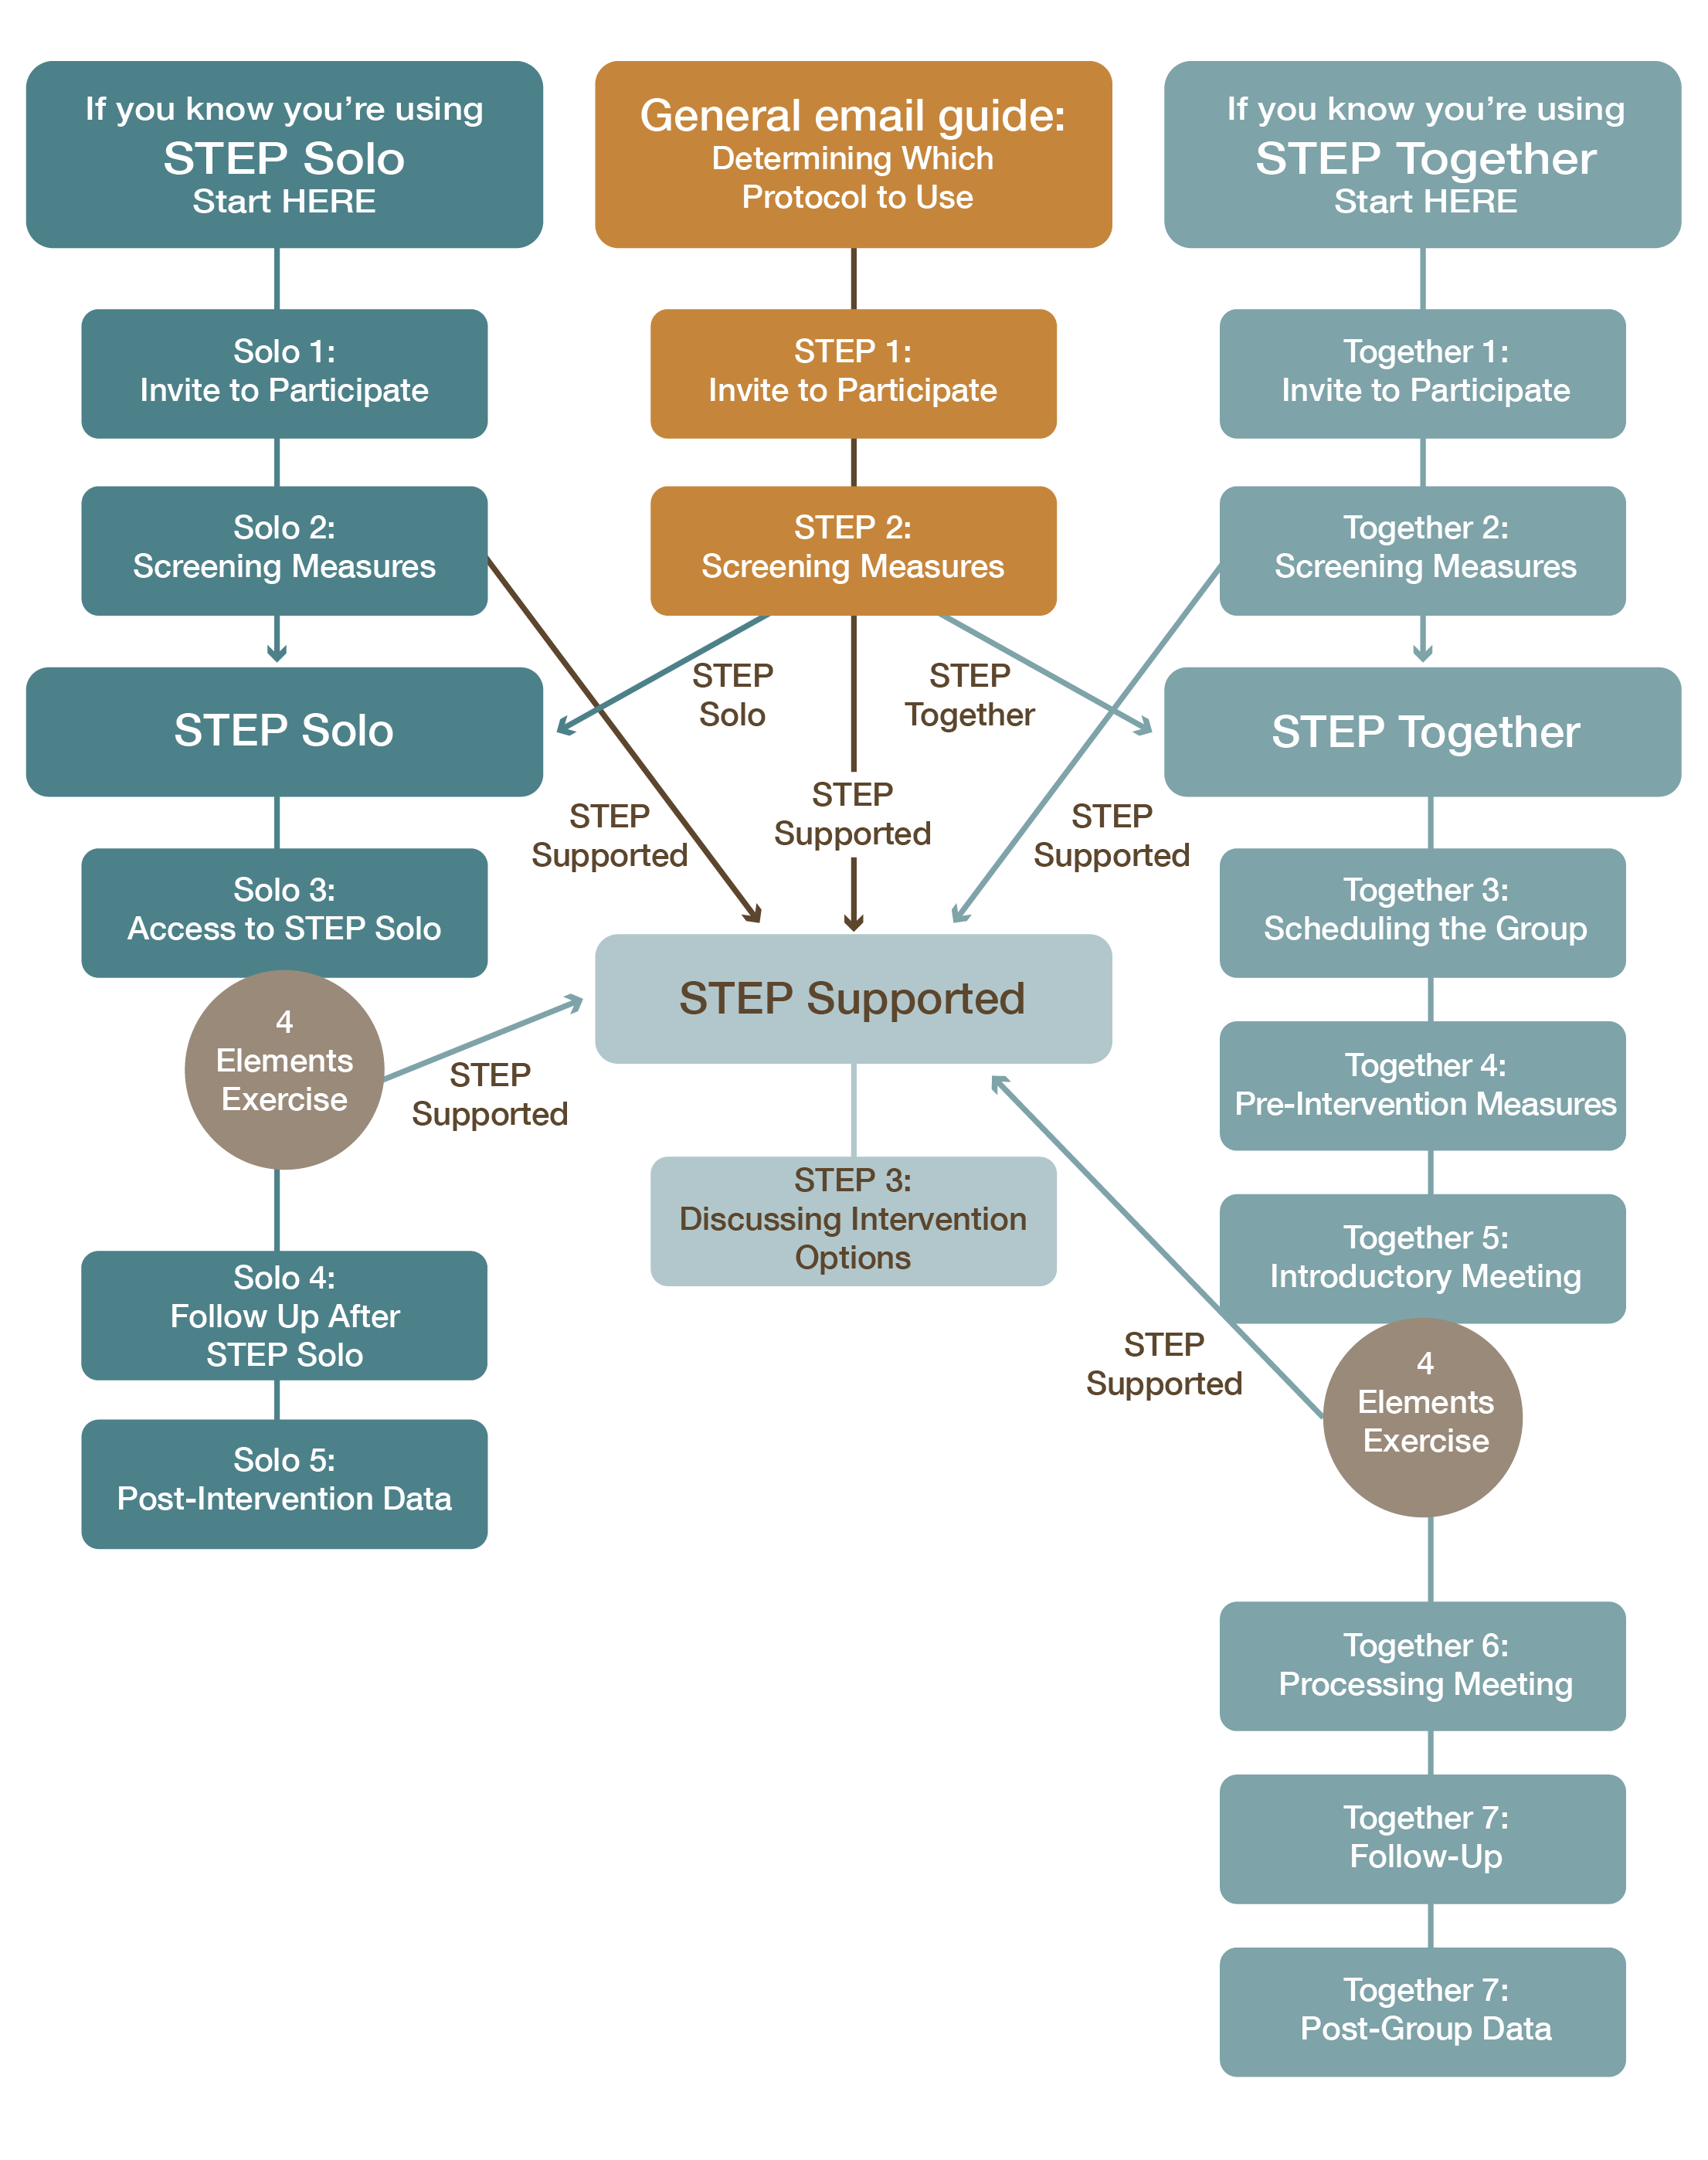 If you know you're using
STEP Solo
Start HERE
General email guide:
Determining Which
Protocol to Use
If you know you're using
STEP Together
Start HERE
Solo 1:
Invite to Participate
STEP 1:
Invite to Participate
Together 1:
Invite to Participate
Solo 2:
Screening Measures
STEP 2:
Screening Measures
Together 2:
Screening Measures
STEP
Solo
STEP
Together
STEP Solo
STEP Together
STEP
Supported
STEP
Supported
STEP
Supported
Solo 3:
Access to STEP Solo
Together 3:
Scheduling the Group
STEP Supported
4
Elements
Exercise
STEP
Supported
Together 4:
Pre-Intervention Measures
STEP 3:
Discussing Intervention
Options
Together 5:
Introductory Meeting
Solo 4:
Follow Up After
STEP Solo
STEP
Supported
4
Elements
Exercise
Solo 5:
Post-Intervention Data
Together 6:
Processing Meeting
Together 7:
Follow-Up
Together 7:
Post-Group Data